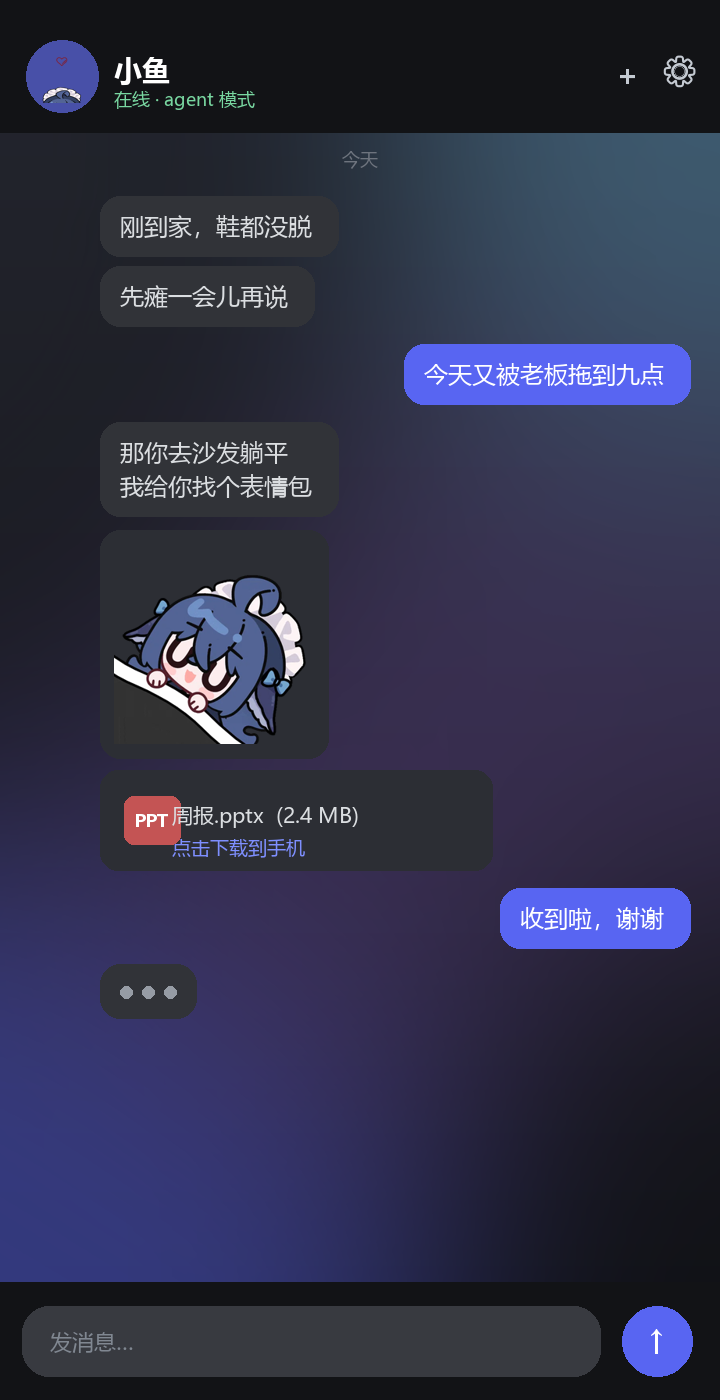 小鱼
在线 · agent 模式
+
今天
刚到家，鞋都没脱
先瘫一会儿再说
今天又被老板拖到九点
那你去沙发躺平
我给你找个表情包
PPT
周报.pptx (2.4 MB)
点击下载到手机
收到啦，谢谢
发消息...
↑